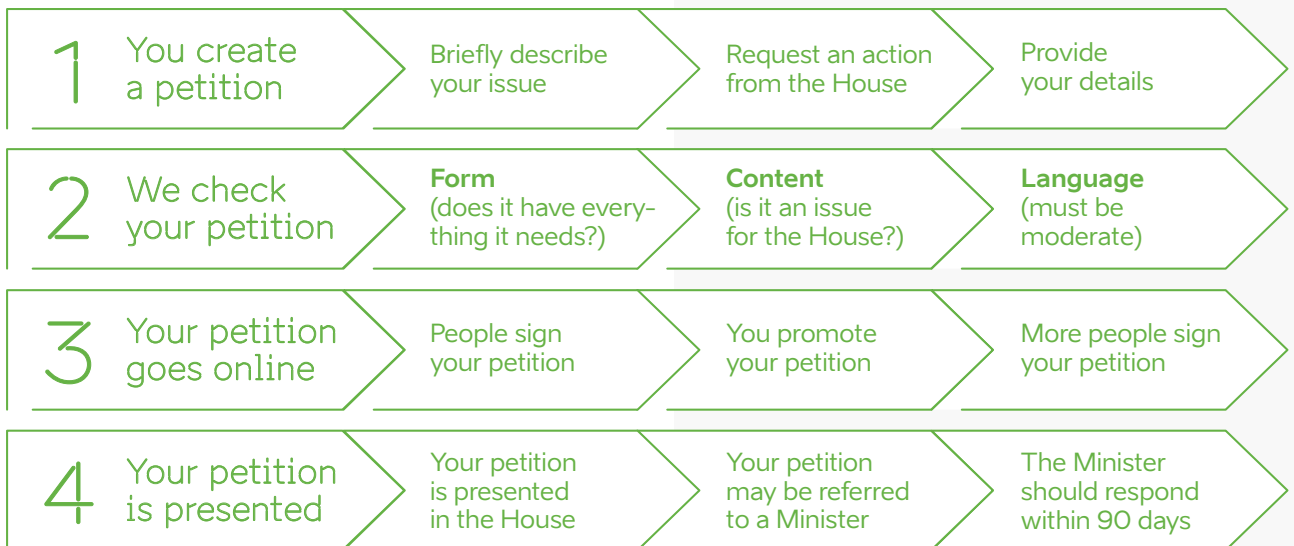 1
You create
a petition
Briefly describe
your issue
Request an action
from the House
Provide
your details
2
We check
your petition
Form
(does it have every-
thing it needs?)
Content
(is it an issue
for the House?)
Language
(must be
moderate)
3
Your petition
goes online
People sign
your petition
You promote
your petition
More people sign
your petition
4
Your petition
is presented
Your petition
is presented
in the House
Your petition
may be referred
to a Minister
The Minister
should respond
within 90 days